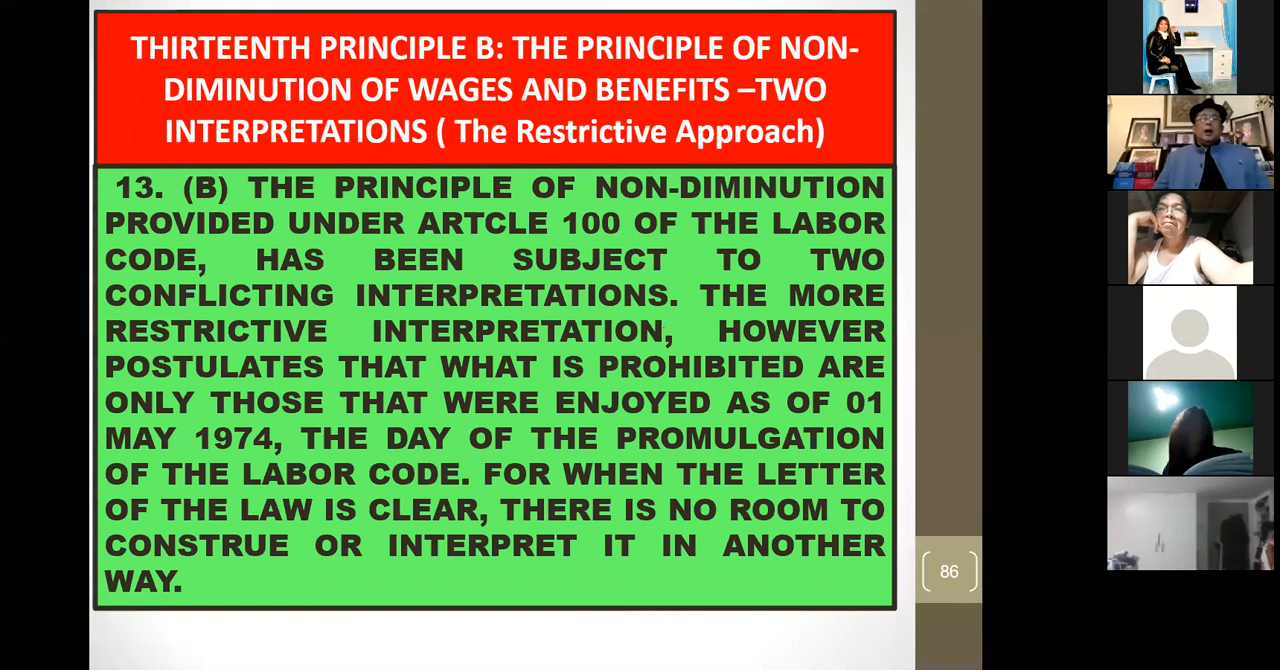 THIRTEENTH PRINCIPLE B: THE PRINCIPLE OF NON-
DIMINUTION OF WAGES AND BENEFITS –TWO
INTERPRETATIONS ( The Restrictive Approach)
13. (B) THE PRINCIPLE OF NON-DIMINUTION
PROVIDED UNDER ARTCLE 100 OF THE LABOR
CODE, HAS BEEN SUBJECT TO TWO
CONFLICTING INTERPRETATIONS. THE MORE
RESTRICTIVE INTERPRETATION, HOWEVER
POSTULATES THAT WHAT IS PROHIBITED ARE
ONLY THOSE THAT WERE ENJOYED AS OF 01
MAY 1974, THE DAY OF THE PROMULGATION
OF THE LABOR CODE. FOR WHEN THE LETTER
OF THE LAW IS CLEAR, THERE IS NO ROOM TO
CONSTRUE OR INTERPRET IT IN ANOTHER
WAY.
86